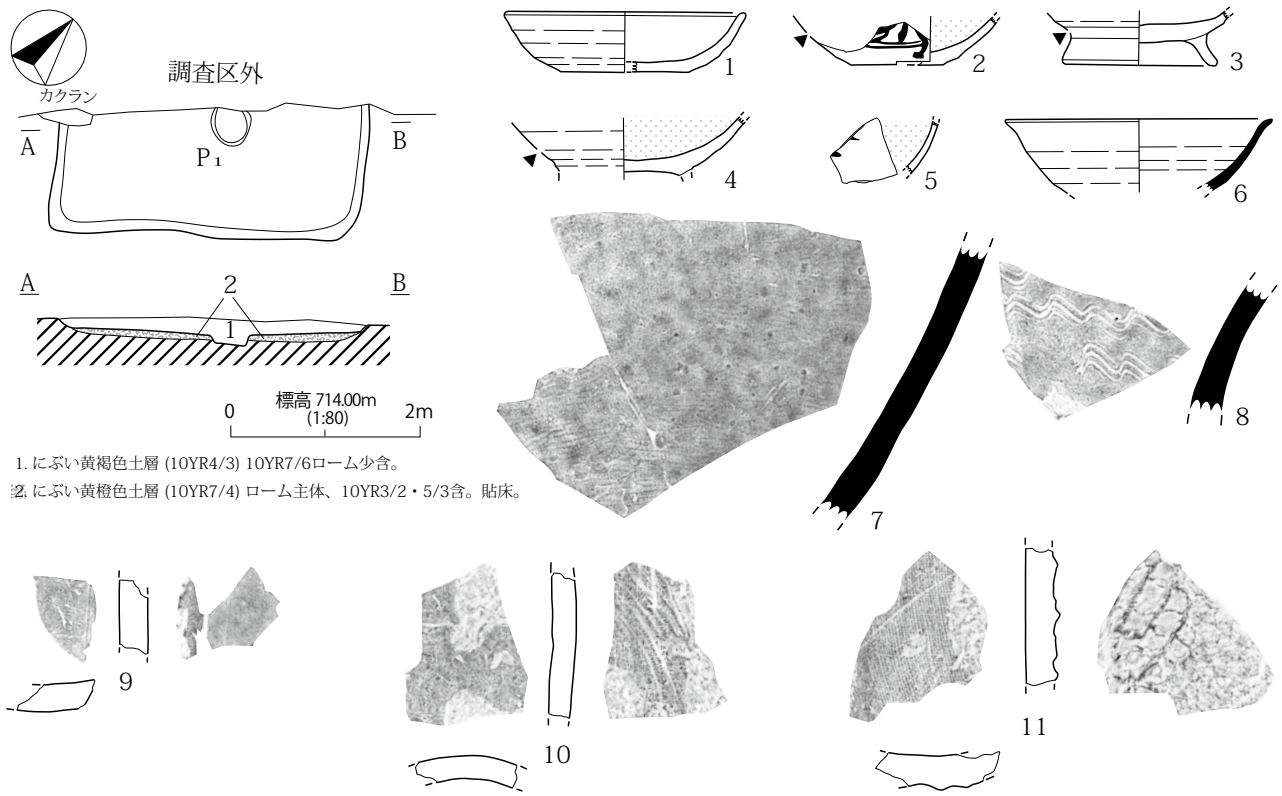 カクラン
調査区外
A
B
P1
A
B
2
1
標高 714.00m
(1:80)
0
2m
1. にぶい黄褐色土層 (10YR4/3) 10YR7/6ローム少含。
2. にぶい黄橙色土層 (10YR7/4) ローム主体、10YR3/2・5/3含。貼床。
1
2
3
4
5
6
7
8
9
10
11